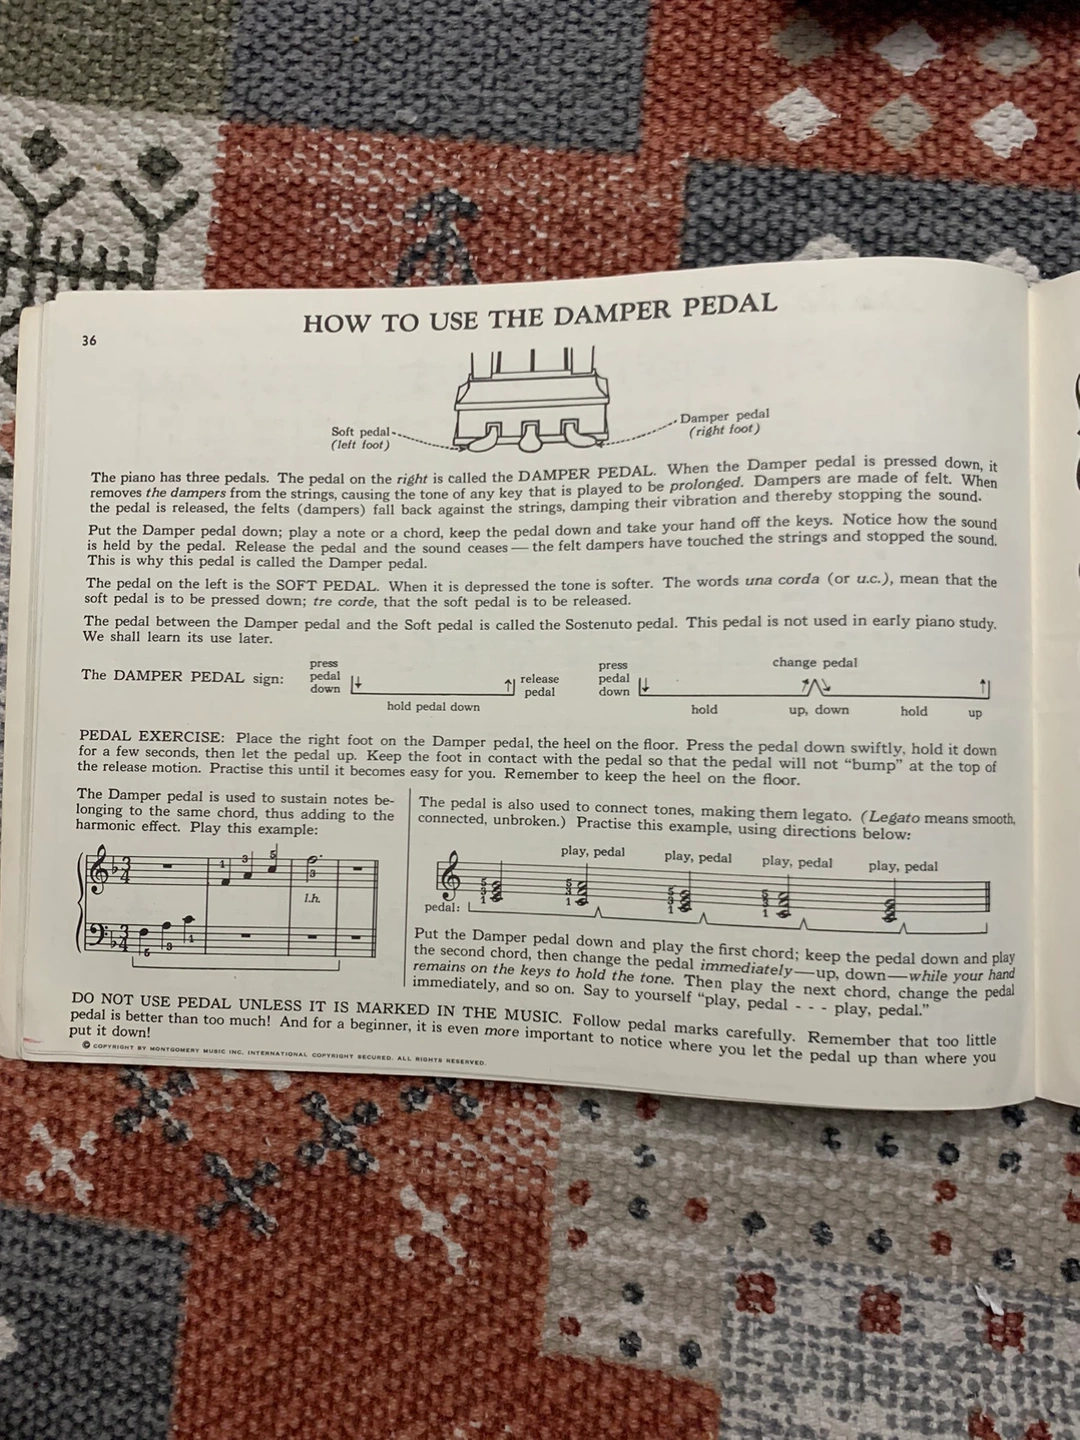 36
HOW TO USE THE DAMPER PEDAL
Soft pedal
(left foot)
Damper pedal
(right foot)
The piano has three pedals. The pedal on the right is called the DAMPER PEDAL. When the Damper pedal is pressed down, it
removes the dampers from the strings, causing the tone of any key that is played to be prolonged. Dampers are made of felt. When
the pedal is released, the felts (dampers) fall back against the strings, damping their vibration and thereby stopping the sound.
Put the Damper pedal down; play a note or a chord, keep the pedal down and take your hand off the keys. Notice how the sound
is held by the pedal. Release the pedal and the sound ceases — the felt dampers have touched the strings and stopped the sound.
This is why this pedal is called the Damper pedal.
The pedal on the left is the SOFT PEDAL. When it is depressed the tone is softer. The words una corda (or u.c.), mean that the
soft pedal is to be pressed down; tre corde, that the soft pedal is to be released.
The pedal between the Damper pedal and the Soft pedal is called the Sostenuto pedal. This pedal is not used in early piano study.
We shall learn its use later.
The DAMPER PEDAL sign:
press
pedal
down
release
pedal
hold pedal down
press
pedal
down
change pedal
hold
up, down
hold
up
PEDAL EXERCISE: Place the right foot on the Damper pedal, the heel on the floor. Press the pedal down swiftly, hold it down
for a few seconds, then let the pedal up. Keep the foot in contact with the pedal so that the pedal will not "bump" at the top of
the release motion. Practise this until it becomes easy for you. Remember to keep the heel on the floor.
The Damper pedal is used to sustain notes be-
longing to the same chord, thus adding to the
harmonic effect. Play this example:
3
4
1
3
5
3
l.h.
3
4
5
3
1
The pedal is also used to connect tones, making them legato. (Legato means smooth,
connected, unbroken.) Practise this example, using directions below:
play, pedal
play, pedal
play, pedal
play, pedal
5
3
1
5
3
1
5
3
1
5
3
1
pedal:
Put the Damper pedal down and play the first chord; keep the pedal down and play
the second chord, then change the pedal immediately—up, down—while your hand
remains on the keys to hold the tone. Then play the next chord, change the pedal
immediately, and so on. Say to yourself "play, pedal - - - play, pedal."
DO NOT USE PEDAL UNLESS IT IS MARKED IN THE MUSIC. Follow pedal marks carefully. Remember that too little
pedal is better than too much! And for a beginner, it is even more important to notice where you let the pedal up than where you
put it down!
© COPYRIGHT BY MONTGOMERY MUSIC INC. INTERNATIONAL COPYRIGHT SECURED. ALL RIGHTS RESERVED.